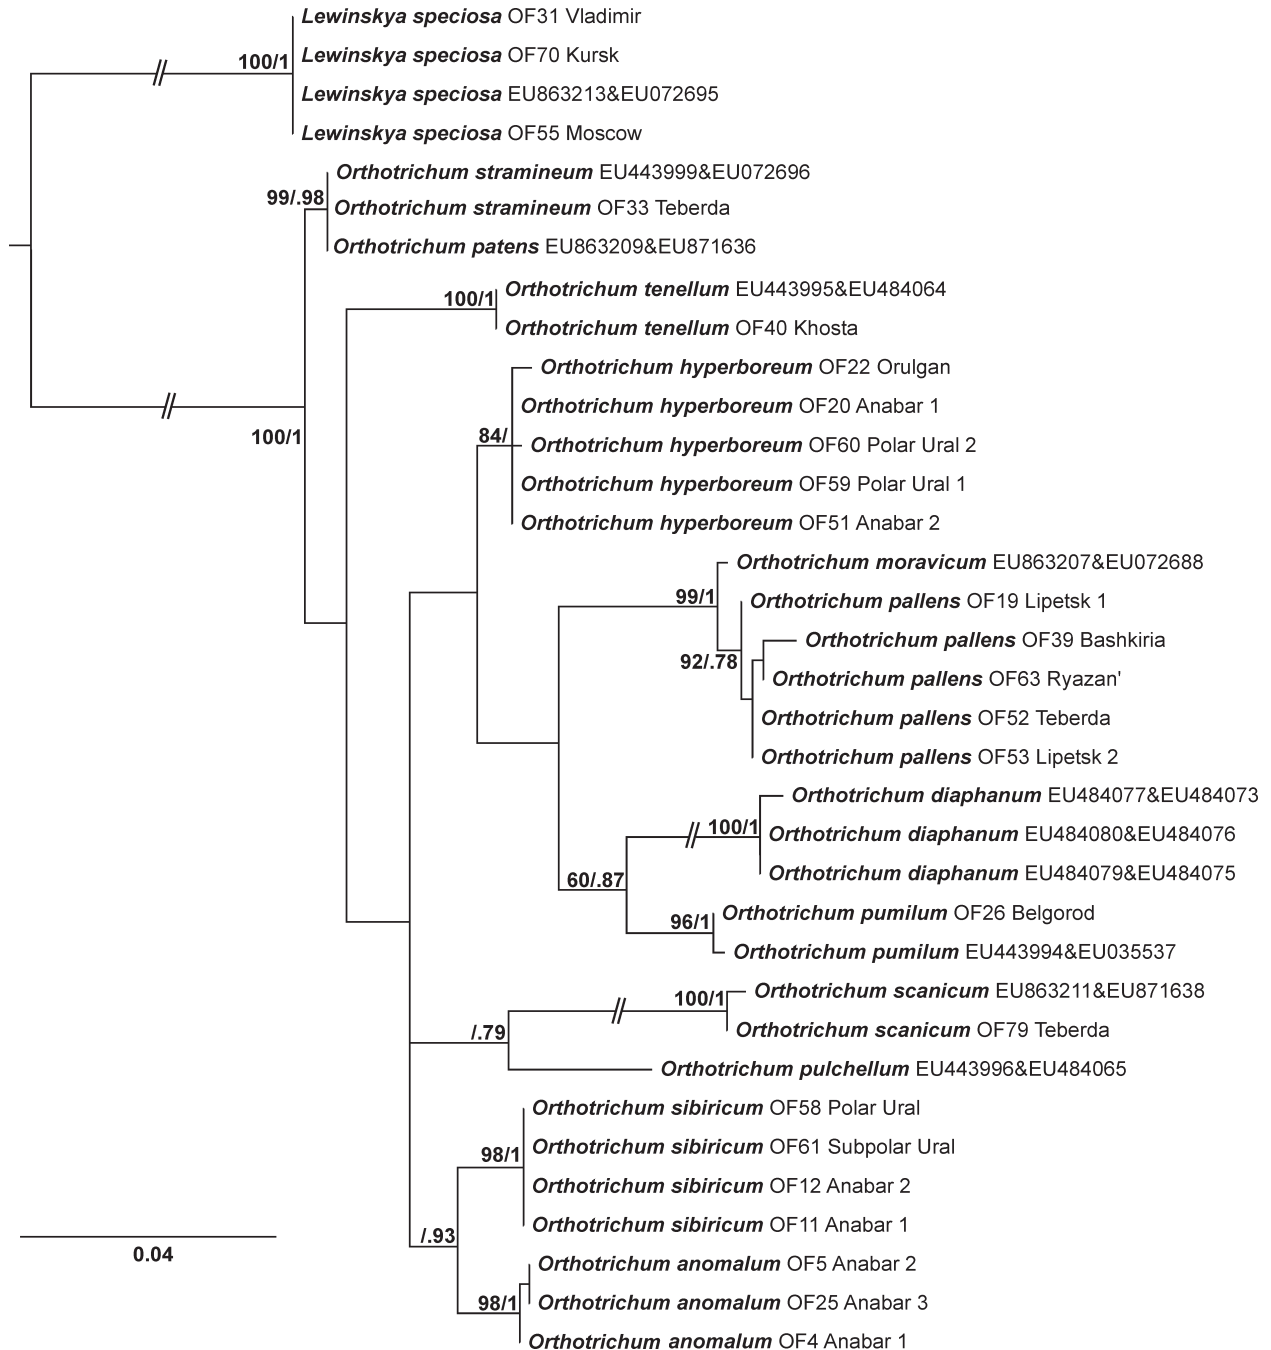 Lewinskya speciosa OF31 Vladimir
100/1
Lewinskya speciosa OF70 Kursk
Lewinskya speciosa EU863213&EU072695
Lewinskya speciosa OF55 Moscow
Orthotrichum stramineum EU443999&EU072696
99/.98
Orthotrichum stramineum OF33 Teberda
Orthotrichum patens EU863209&EU871636
Orthotrichum tenellum EU443995&EU484064
100/1
Orthotrichum tenellum OF40 Khosta
Orthotrichum hyperboreum OF22 Orulgan
Orthotrichum hyperboreum OF20 Anabar 1
100/1
84/
Orthotrichum hyperboreum OF60 Polar Ural 2
Orthotrichum hyperboreum OF59 Polar Ural 1
Orthotrichum hyperboreum OF51 Anabar 2
Orthotrichum moravicum EU863207&EU072688
99/1
Orthotrichum pallens OF19 Lipetsk 1
Orthotrichum pallens OF39 Bashkiria
92/.78
Orthotrichum pallens OF63 Ryazan'
Orthotrichum pallens OF52 Teberda
Orthotrichum pallens OF53 Lipetsk 2
Orthotrichum diaphanum EU484077&EU484073
100/1
Orthotrichum diaphanum EU484080&EU484076
Orthotrichum diaphanum EU484079&EU484075
60/.87
Orthotrichum pumilum OF26 Belgorod
96/1
Orthotrichum pumilum EU443994&EU035537
Orthotrichum scanicum EU863211&EU871638
100/1
Orthotrichum scanicum OF79 Teberda
/.79
Orthotrichum pulchellum EU443996&EU484065
Orthotrichum sibiricum OF58 Polar Ural
98/1
Orthotrichum sibiricum OF61 Subpolar Ural
Orthotrichum sibiricum OF12 Anabar 2
Orthotrichum sibiricum OF11 Anabar 1
/.93
0.04
Orthotrichum anomalum OF5 Anabar 2
98/1
Orthotrichum anomalum OF25 Anabar 3
Orthotrichum anomalum OF4 Anabar 1